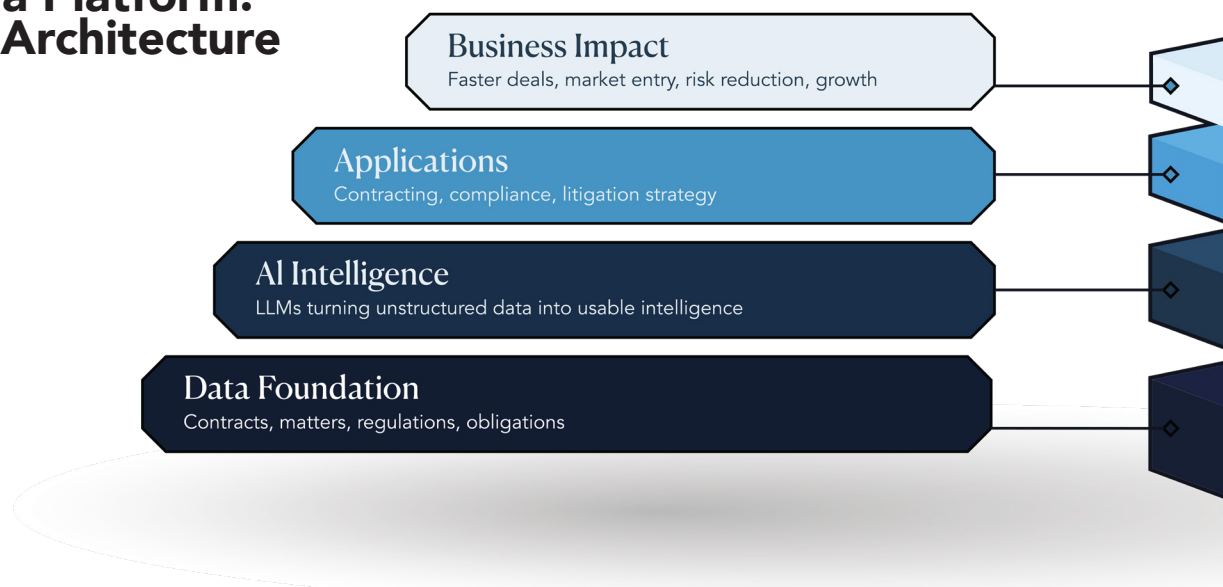 a Platform:
Architecture
Business Impact
Faster deals, market entry, risk reduction, growth
Applications
Contracting, compliance, litigation strategy
AI Intelligence
LLMs turning unstructured data into usable intelligence
Data Foundation
Contracts, matters, regulations, obligations